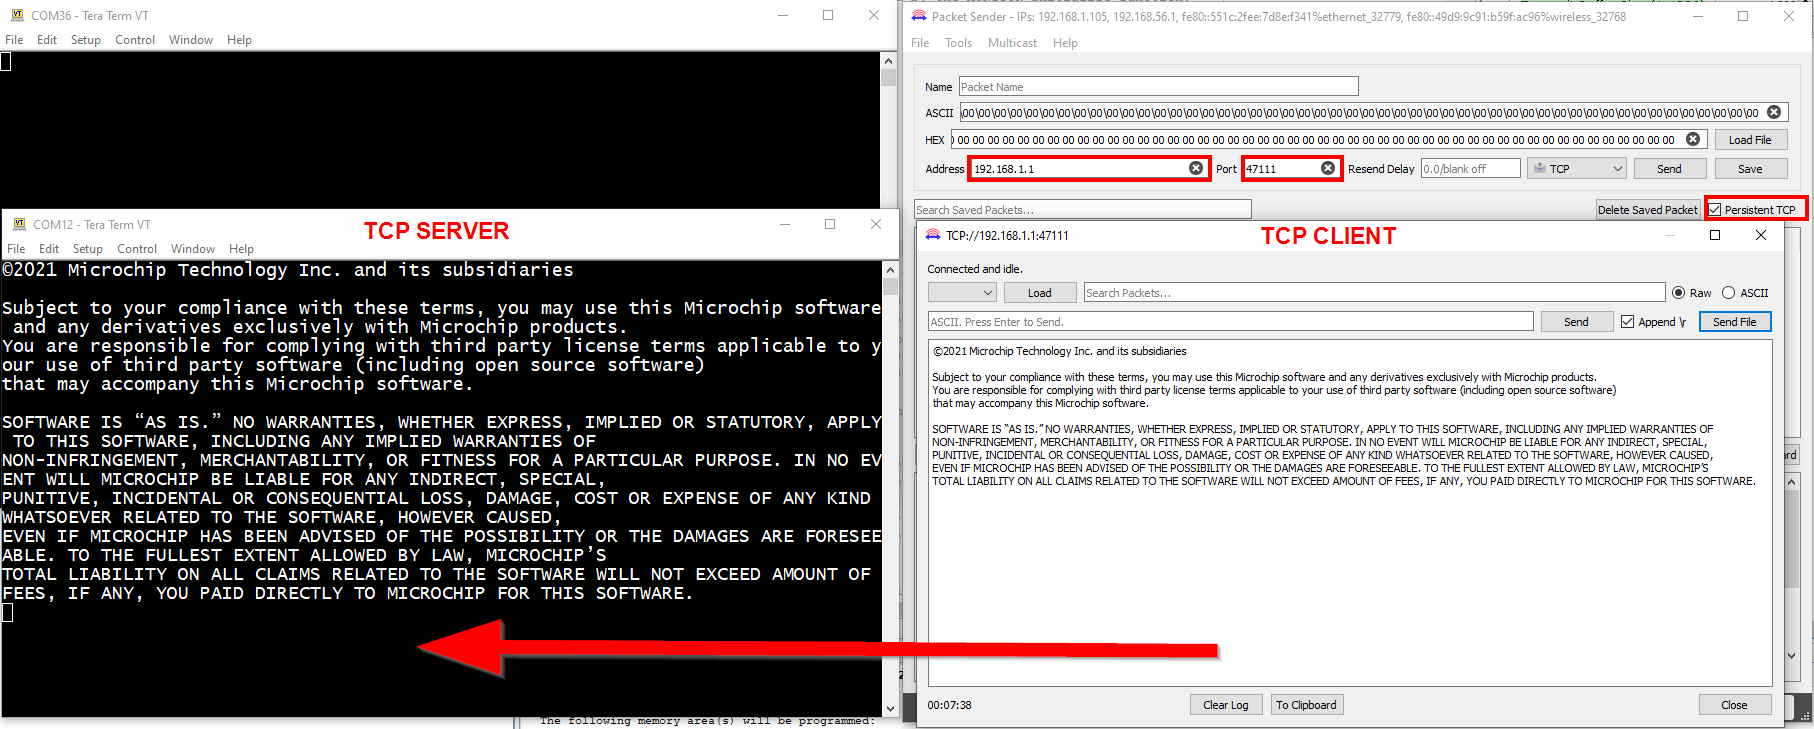 COM36 - Tera Term VT
File Edit Setup Control Window Help
COM12 - Tera Term VT
TCP SERVER
File Edit Setup Control Window Help
©2021 Microchip Technology Inc. and its subsidiaries
Subject to your compliance with these terms, you may use this Microchip software
and any derivatives exclusively with Microchip products.
You are responsible for complying with third party license terms applicable to y
our use of third party software (including open source software)
that may accompany this Microchip software.
SOFTWARE IS “AS IS.” NO WARRANTIES, WHETHER EXPRESS, IMPLIED OR STATUTORY, APPLY
TO THIS SOFTWARE, INCLUDING ANY IMPLIED WARRANTIES OF
NON-INFRINGEMENT, MERCHANTABILITY, OR FITNESS FOR A PARTICULAR PURPOSE. IN NO EV
ENT WILL MICROCHIP BE LIABLE FOR ANY INDIRECT, SPECIAL,
PUNITIVE, INCIDENTAL OR CONSEQUENTIAL LOSS, DAMAGE, COST OR EXPENSE OF ANY KIND
WHATSOEVER RELATED TO THE SOFTWARE, HOWEVER CAUSED,
EVEN IF MICROCHIP HAS BEEN ADVISED OF THE POSSIBILITY OR THE DAMAGES ARE FORESEE
ABLE. TO THE FULLEST EXTENT ALLOWED BY LAW, MICROCHIP’S
TOTAL LIABILITY ON ALL CLAIMS RELATED TO THE SOFTWARE WILL NOT EXCEED AMOUNT OF
FEES, IF ANY, YOU PAID DIRECTLY TO MICROCHIP FOR THIS SOFTWARE.
The following memory area(s) will be programmed:
Packet Sender - IPs: 192.168.1.105, 192.168.56.1, fe80::551c:2fee:7d8e:f341%ethernet_32779, fe80::49d9:9c91:b59f:ac96%wireless_32768
File Tools Multicast Help
Name Packet Name
ASCII \00\00\00\00\00\00\00\00\00\00\00\00\00\00\00\00\00\00\00\00\00\00\00\00\00\00\00\00\00\00\00\00\00\00\00\00\00\00\00\00\00\00\00\00\00\00\00\00\00\00
HEX 00 00 00 00 00 00 00 00 00 00 00 00 00 00 00 00 00 00 00 00 00 00 00 00 00 00 00 00 00 00 00 00 00 00 00 00 00 00 00 00 00 00 00 00 00 00 00 00 Load File
Address 192.168.1.1 Port 47111 Resend Delay 0.0/blank off TCP Send Save
Search Saved Packets... Delete Saved Packet Persistent TCP
TCP://192.168.1.1:47111 TCP CLIENT
Connected and idle.
Load Search Packets... Raw ASCII
ASCII. Press Enter to Send. Send Append \r Send File
©2021 Microchip Technology Inc. and its subsidiaries
Subject to your compliance with these terms, you may use this Microchip software and any derivatives exclusively with Microchip products.
You are responsible for complying with third party license terms applicable to your use of third party software (including open source software)
that may accompany this Microchip software.
SOFTWARE IS “AS IS.” NO WARRANTIES, WHETHER EXPRESS, IMPLIED OR STATUTORY, APPLY TO THIS SOFTWARE, INCLUDING ANY IMPLIED WARRANTIES OF
NON-INFRINGEMENT, MERCHANTABILITY, OR FITNESS FOR A PARTICULAR PURPOSE. IN NO EVENT WILL MICROCHIP BE LIABLE FOR ANY INDIRECT, SPECIAL,
PUNITIVE, INCIDENTAL OR CONSEQUENTIAL LOSS, DAMAGE, COST OR EXPENSE OF ANY KIND WHATSOEVER RELATED TO THE SOFTWARE, HOWEVER CAUSED,
EVEN IF MICROCHIP HAS BEEN ADVISED OF THE POSSIBILITY OR THE DAMAGES ARE FORESEEABLE. TO THE FULLEST EXTENT ALLOWED BY LAW, MICROCHIP’S
TOTAL LIABILITY ON ALL CLAIMS RELATED TO THE SOFTWARE WILL NOT EXCEED AMOUNT OF FEES, IF ANY, YOU PAID DIRECTLY TO MICROCHIP FOR THIS SOFTWARE.
00:07:38 Clear Log To Clipboard Close